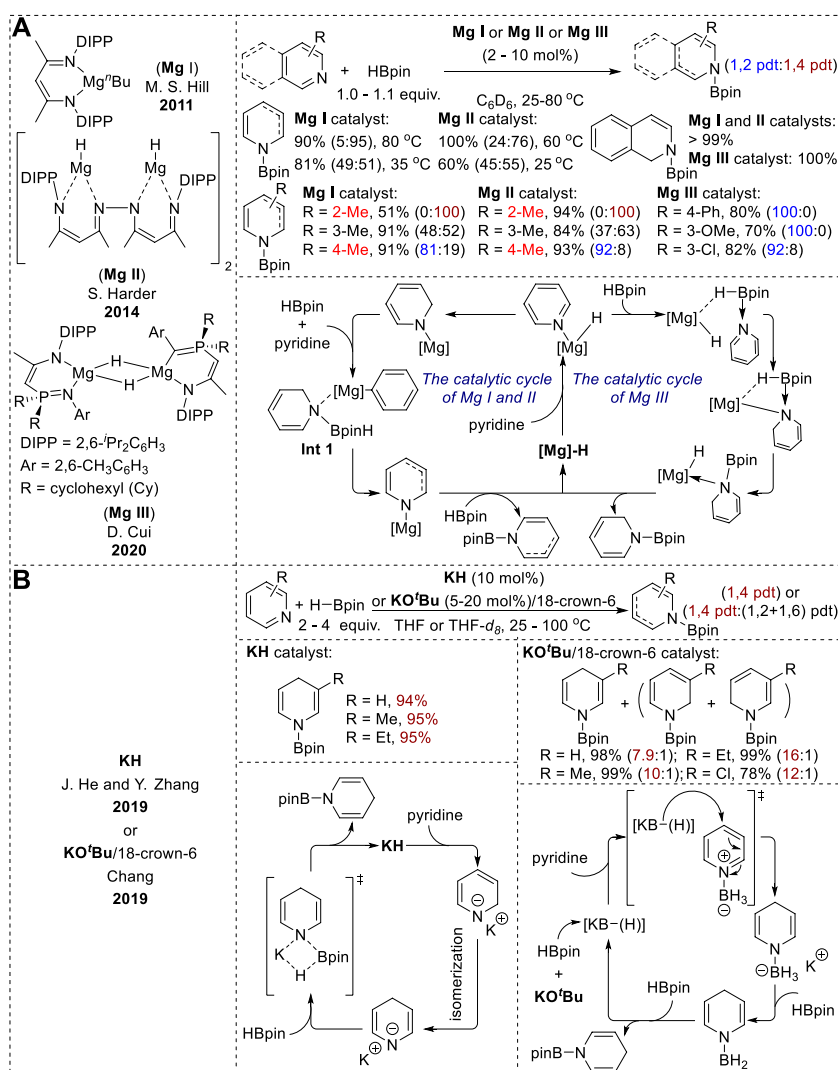 A
DIPP
N
Mg^nBu
N
DIPP
(Mg I)
M. S. Hill
2011
H H
Mg Mg
DIPP DIPP
N N N N
2
(Mg II)
S. Harder
2014
R
Ar R
DIPP P
N H
Mg Mg
R P N H N
R Ar DIPP
DIPP = 2,6-^iPr2C6H3
Ar = 2,6-CH3C6H3
R = cyclohexyl (Cy)
(Mg III)
D. Cui
2020
R
N
+ HBpin
1.0 - 1.1 equiv.
Mg I or Mg II or Mg III
(2 - 10 mol%)
C6D6, 25-80 °C
R
N
Bpin
(1,2 pdt:1,4 pdt)
N
Bpin
Mg I catalyst:
90% (5:95), 80 °C
81% (49:51), 35 °C
Mg II catalyst:
100% (24:76), 60 °C
60% (45:55), 25 °C
N
Bpin
Mg I and II catalysts:
> 99%
Mg III catalyst: 100%
R
N
Bpin
Mg I catalyst:
R = 2-Me, 51% (0:100)
R = 3-Me, 91% (48:52)
R = 4-Me, 91% (81:19)
Mg II catalyst:
R = 2-Me, 94% (0:100)
R = 3-Me, 84% (37:63)
R = 4-Me, 93% (92:8)
Mg III catalyst:
R = 4-Ph, 80% (100:0)
R = 3-OMe, 70% (100:0)
R = 3-Cl, 82% (92:8)
HBpin
+
pyridine
N
[Mg]
N H
[Mg]
HBpin
H-Bpin
[Mg]
H N
The catalytic cycle
of Mg I and II
The catalytic cycle
of Mg III
[Mg]
N
BpinH
Int 1
pyridine
[Mg]-H
H-Bpin
[Mg]
N
H
[Mg] Bpin
N
N
[Mg]
HBpin
pinB-N
N-Bpin
B
R
N
+ H-Bpin
2 - 4 equiv.
KH (10 mol%)
or KO^tBu (5-20 mol%)/18-crown-6
THF or THF-d8, 25 - 100 °C
R
N
Bpin
(1,4 pdt) or
(1,4 pdt:(1,2+1,6) pdt)
KH
J. He and Y. Zhang
2019
or
KO^tBu/18-crown-6
Chang
2019
KH catalyst:
R
N
Bpin
R = H, 94%
R = Me, 95%
R = Et, 95%
KO^tBu/18-crown-6 catalyst:
R R R
N + ( N + N )
Bpin Bpin Bpin
R = H, 98% (7.9:1); R = Et, 99% (16:1)
R = Me, 99% (10:1); R = Cl, 78% (12:1)
pinB-N
KH
pyridine
N ⊖
K⊕
isomerization
N ⊖
K⊕
HBpin
‡
N
K Bpin
H
‡
[KB-(H)]
⊕
N
BH3
⊖
pyridine
[KB-(H)]
HBpin
+
KO^tBu
N
⊖BH3 K⊕
HBpin
N
BH2
HBpin
pinB-N